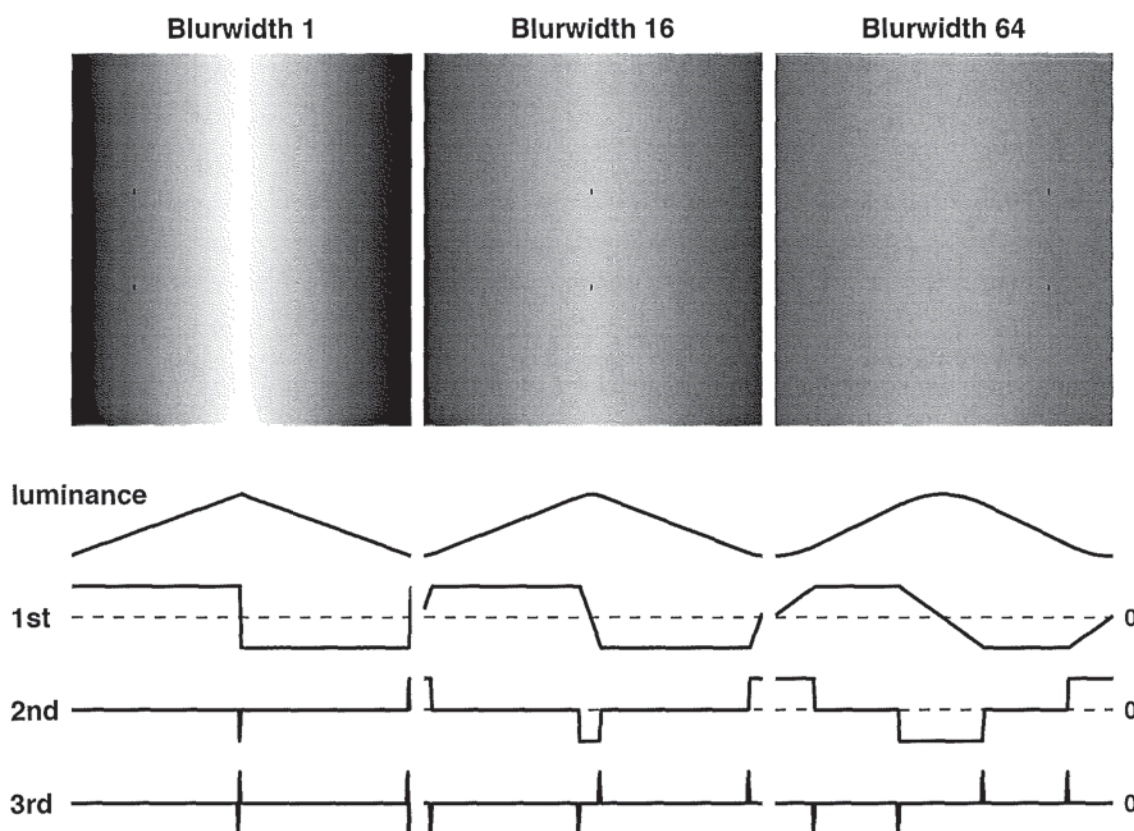 Blurwidth 1
Blurwidth 16
Blurwidth 64
luminance
1st
0
2nd
0
3rd
0